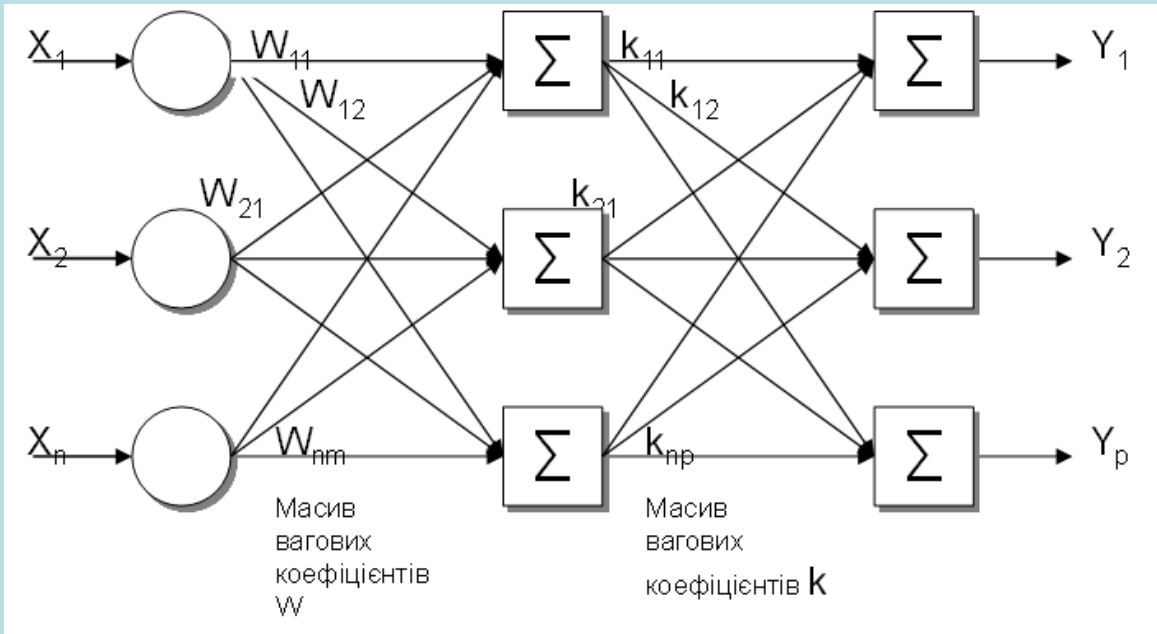 X₁ W₁₁ Σ k₁₁ Σ Y₁
W₁₂ k₁₂
W₂₁ k₂₁
X₂ Σ Σ Y₂
Xₙ Wₙₘ Σ kₙₚ Σ Yₚ
Масив
вагових
коефіцієнтів
W
Масив
вагових
коефіцієнтів k